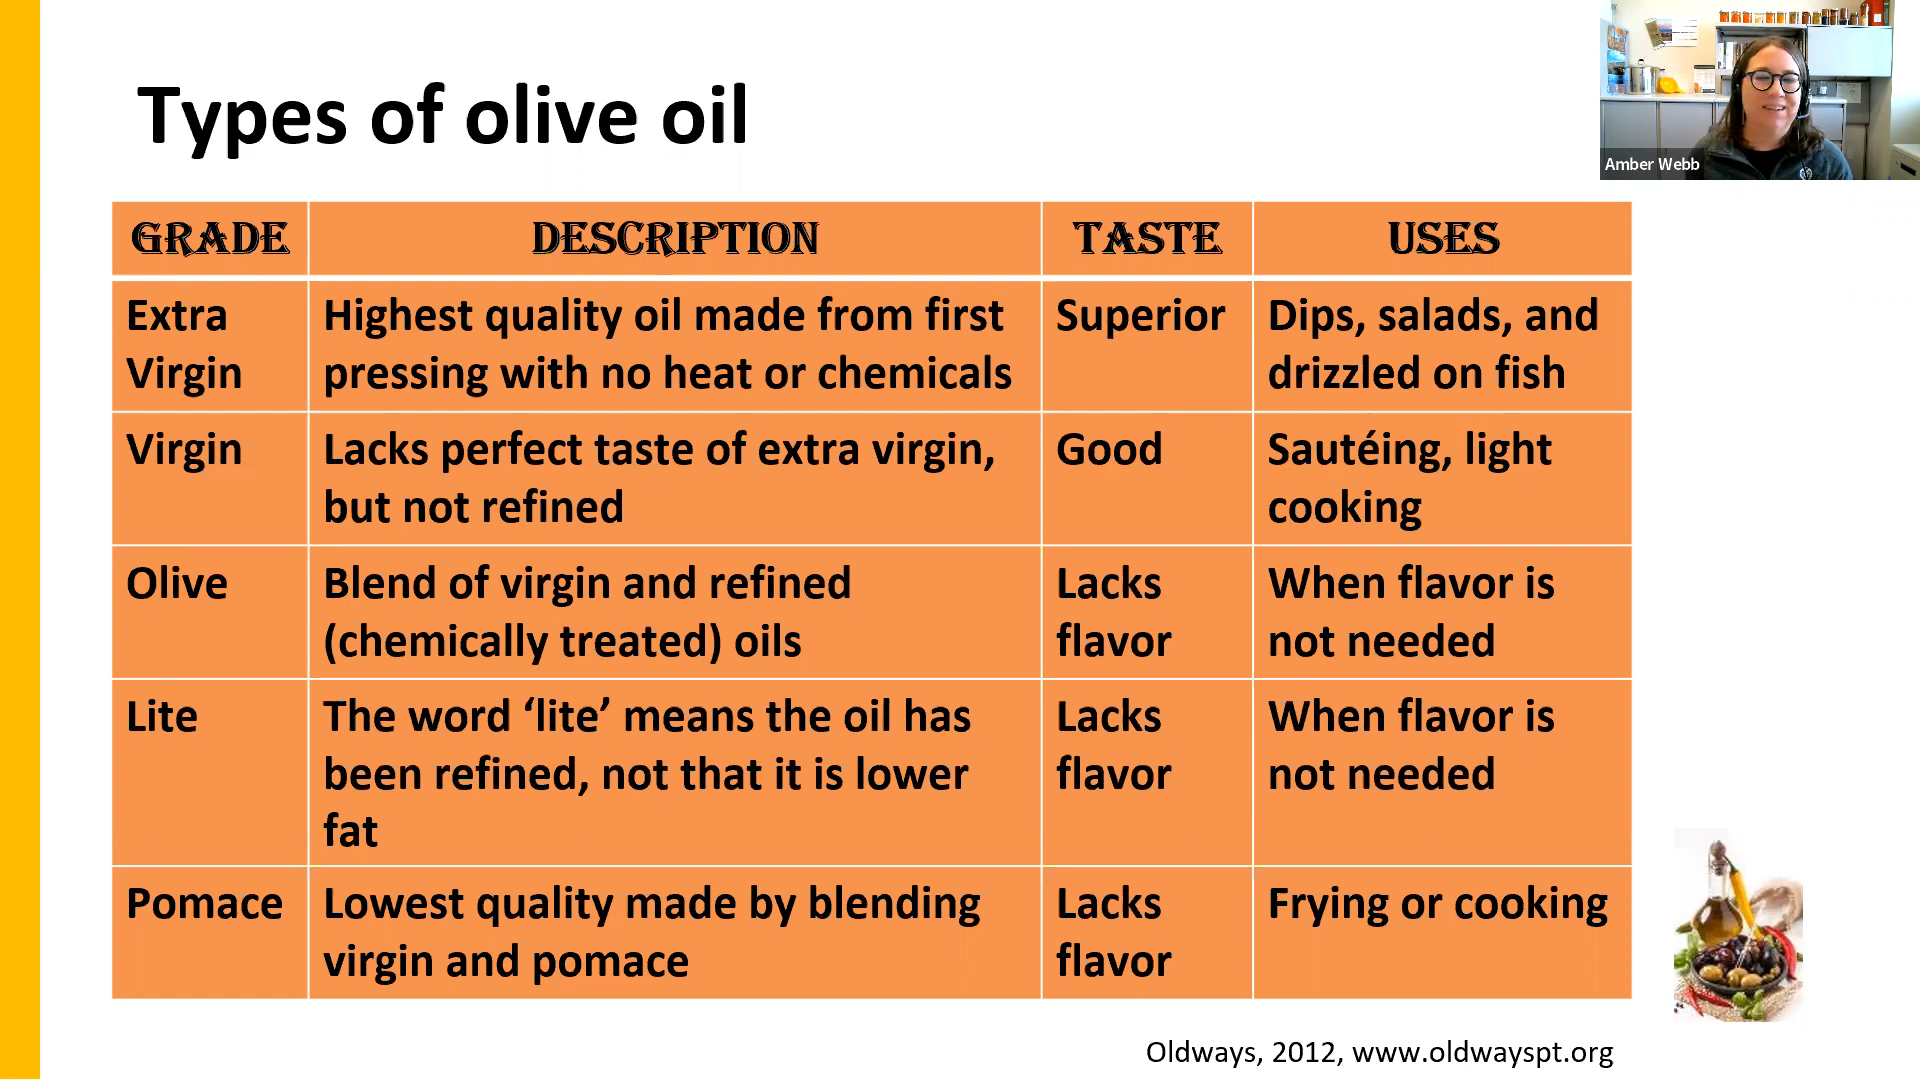 Types of olive oil
Amber Webb
GRADE DESCRIPTION TASTE USES
Extra Virgin
Highest quality oil made from first
pressing with no heat or chemicals
Superior
Dips, salads, and
drizzled on fish
Virgin
Lacks perfect taste of extra virgin,
but not refined
Good
Sautéing, light
cooking
Olive
Blend of virgin and refined
(chemically treated) oils
Lacks
flavor
When flavor is
not needed
Lite
The word ‘lite’ means the oil has
been refined, not that it is lower
fat
Lacks
flavor
When flavor is
not needed
Pomace
Lowest quality made by blending
virgin and pomace
Lacks
flavor
Frying or cooking
Oldways, 2012, www.oldwayspt.org